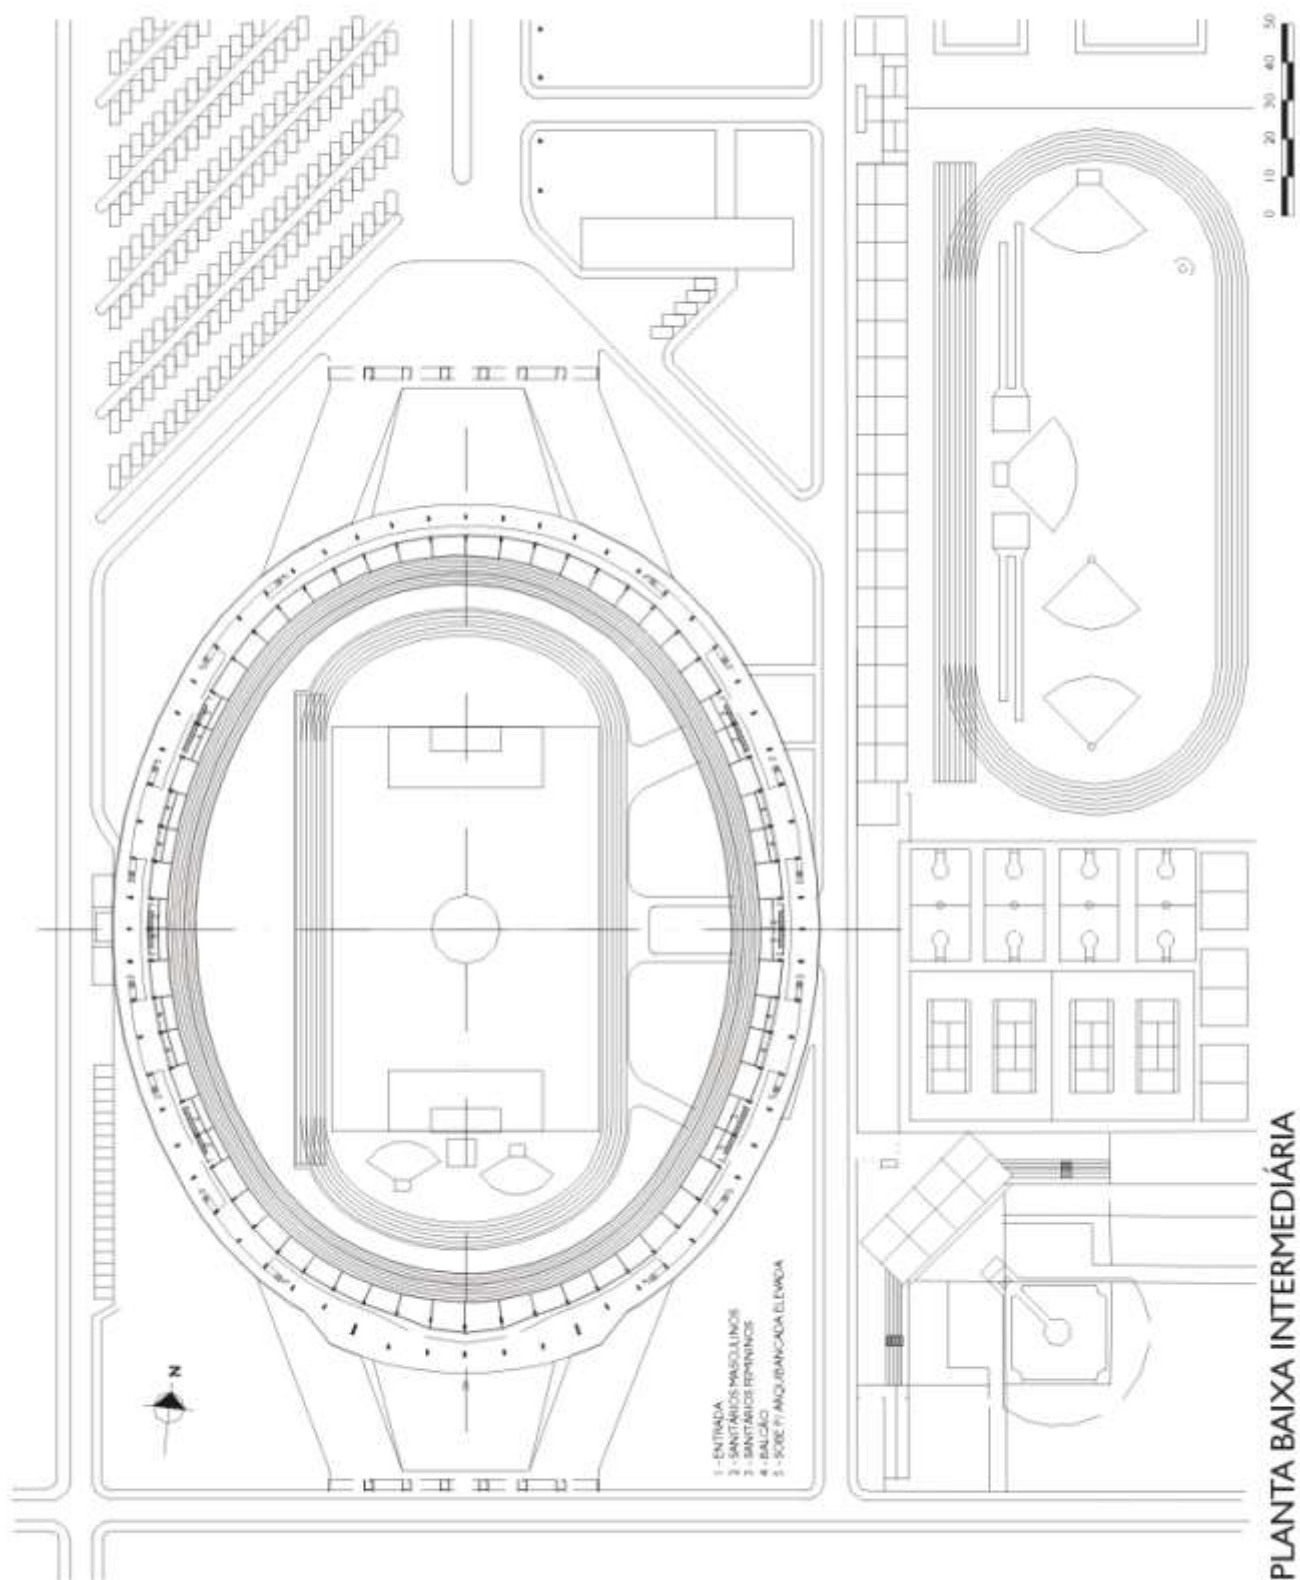 1 - ENTRADA
2 - SANITÁRIOS MASCULINOS
3 - SANITÁRIOS FEMININOS
4 - BALCÃO
5 - SOBE P/ ARQUIBANCADA ELEVADA
N
0 10 20 30 40 50
PLANTA BAIXA INTERMEDIÁRIA